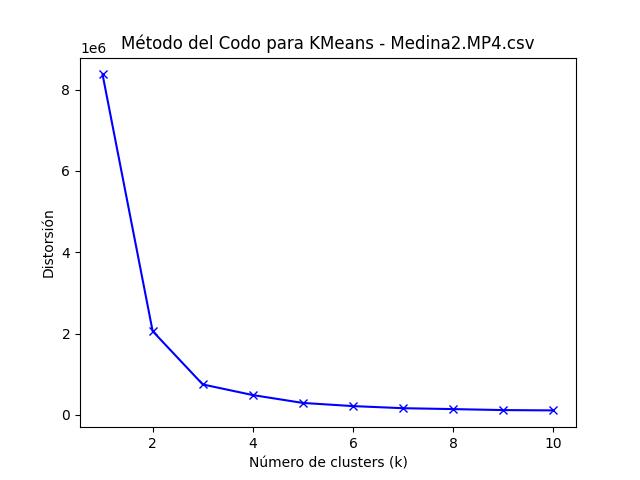 Método del Codo para KMeans - Medina2.MP4.csv
1e6
8
6
4
2
0
Distorsión
2 4 6 8 10
Número de clusters (k)